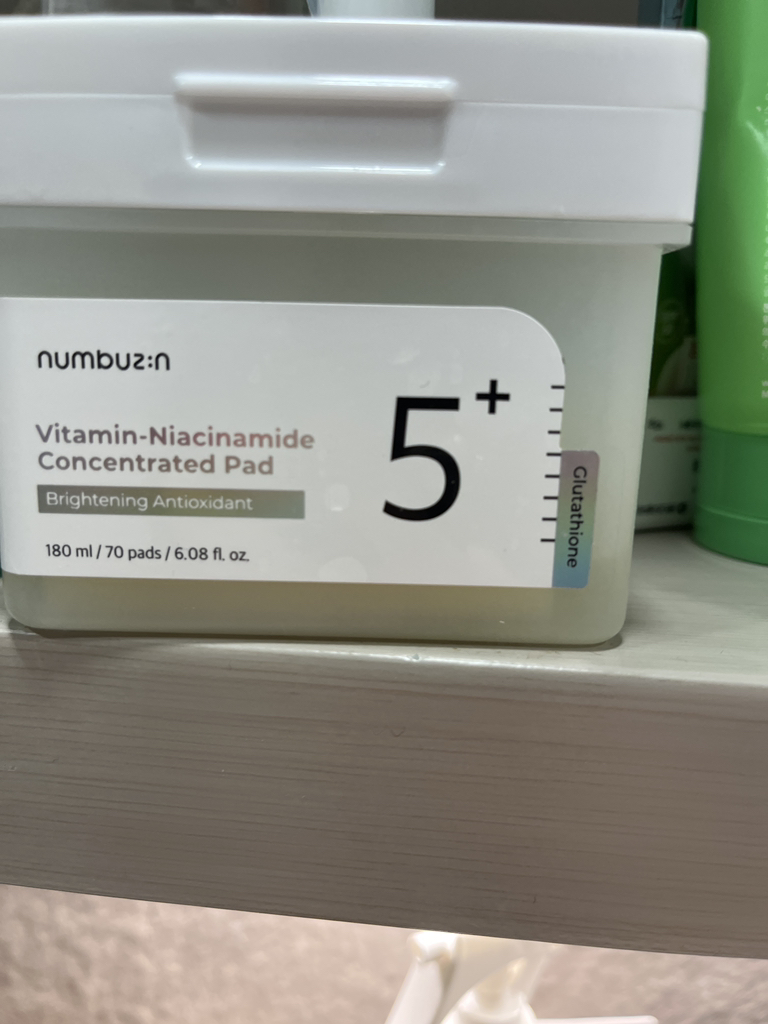 numbuz:n
Vitamin-Niacinamide
Concentrated Pad
Brightening Antioxidant
180 ml / 70 pads / 6.08 fl. oz.
5+
Glutathione